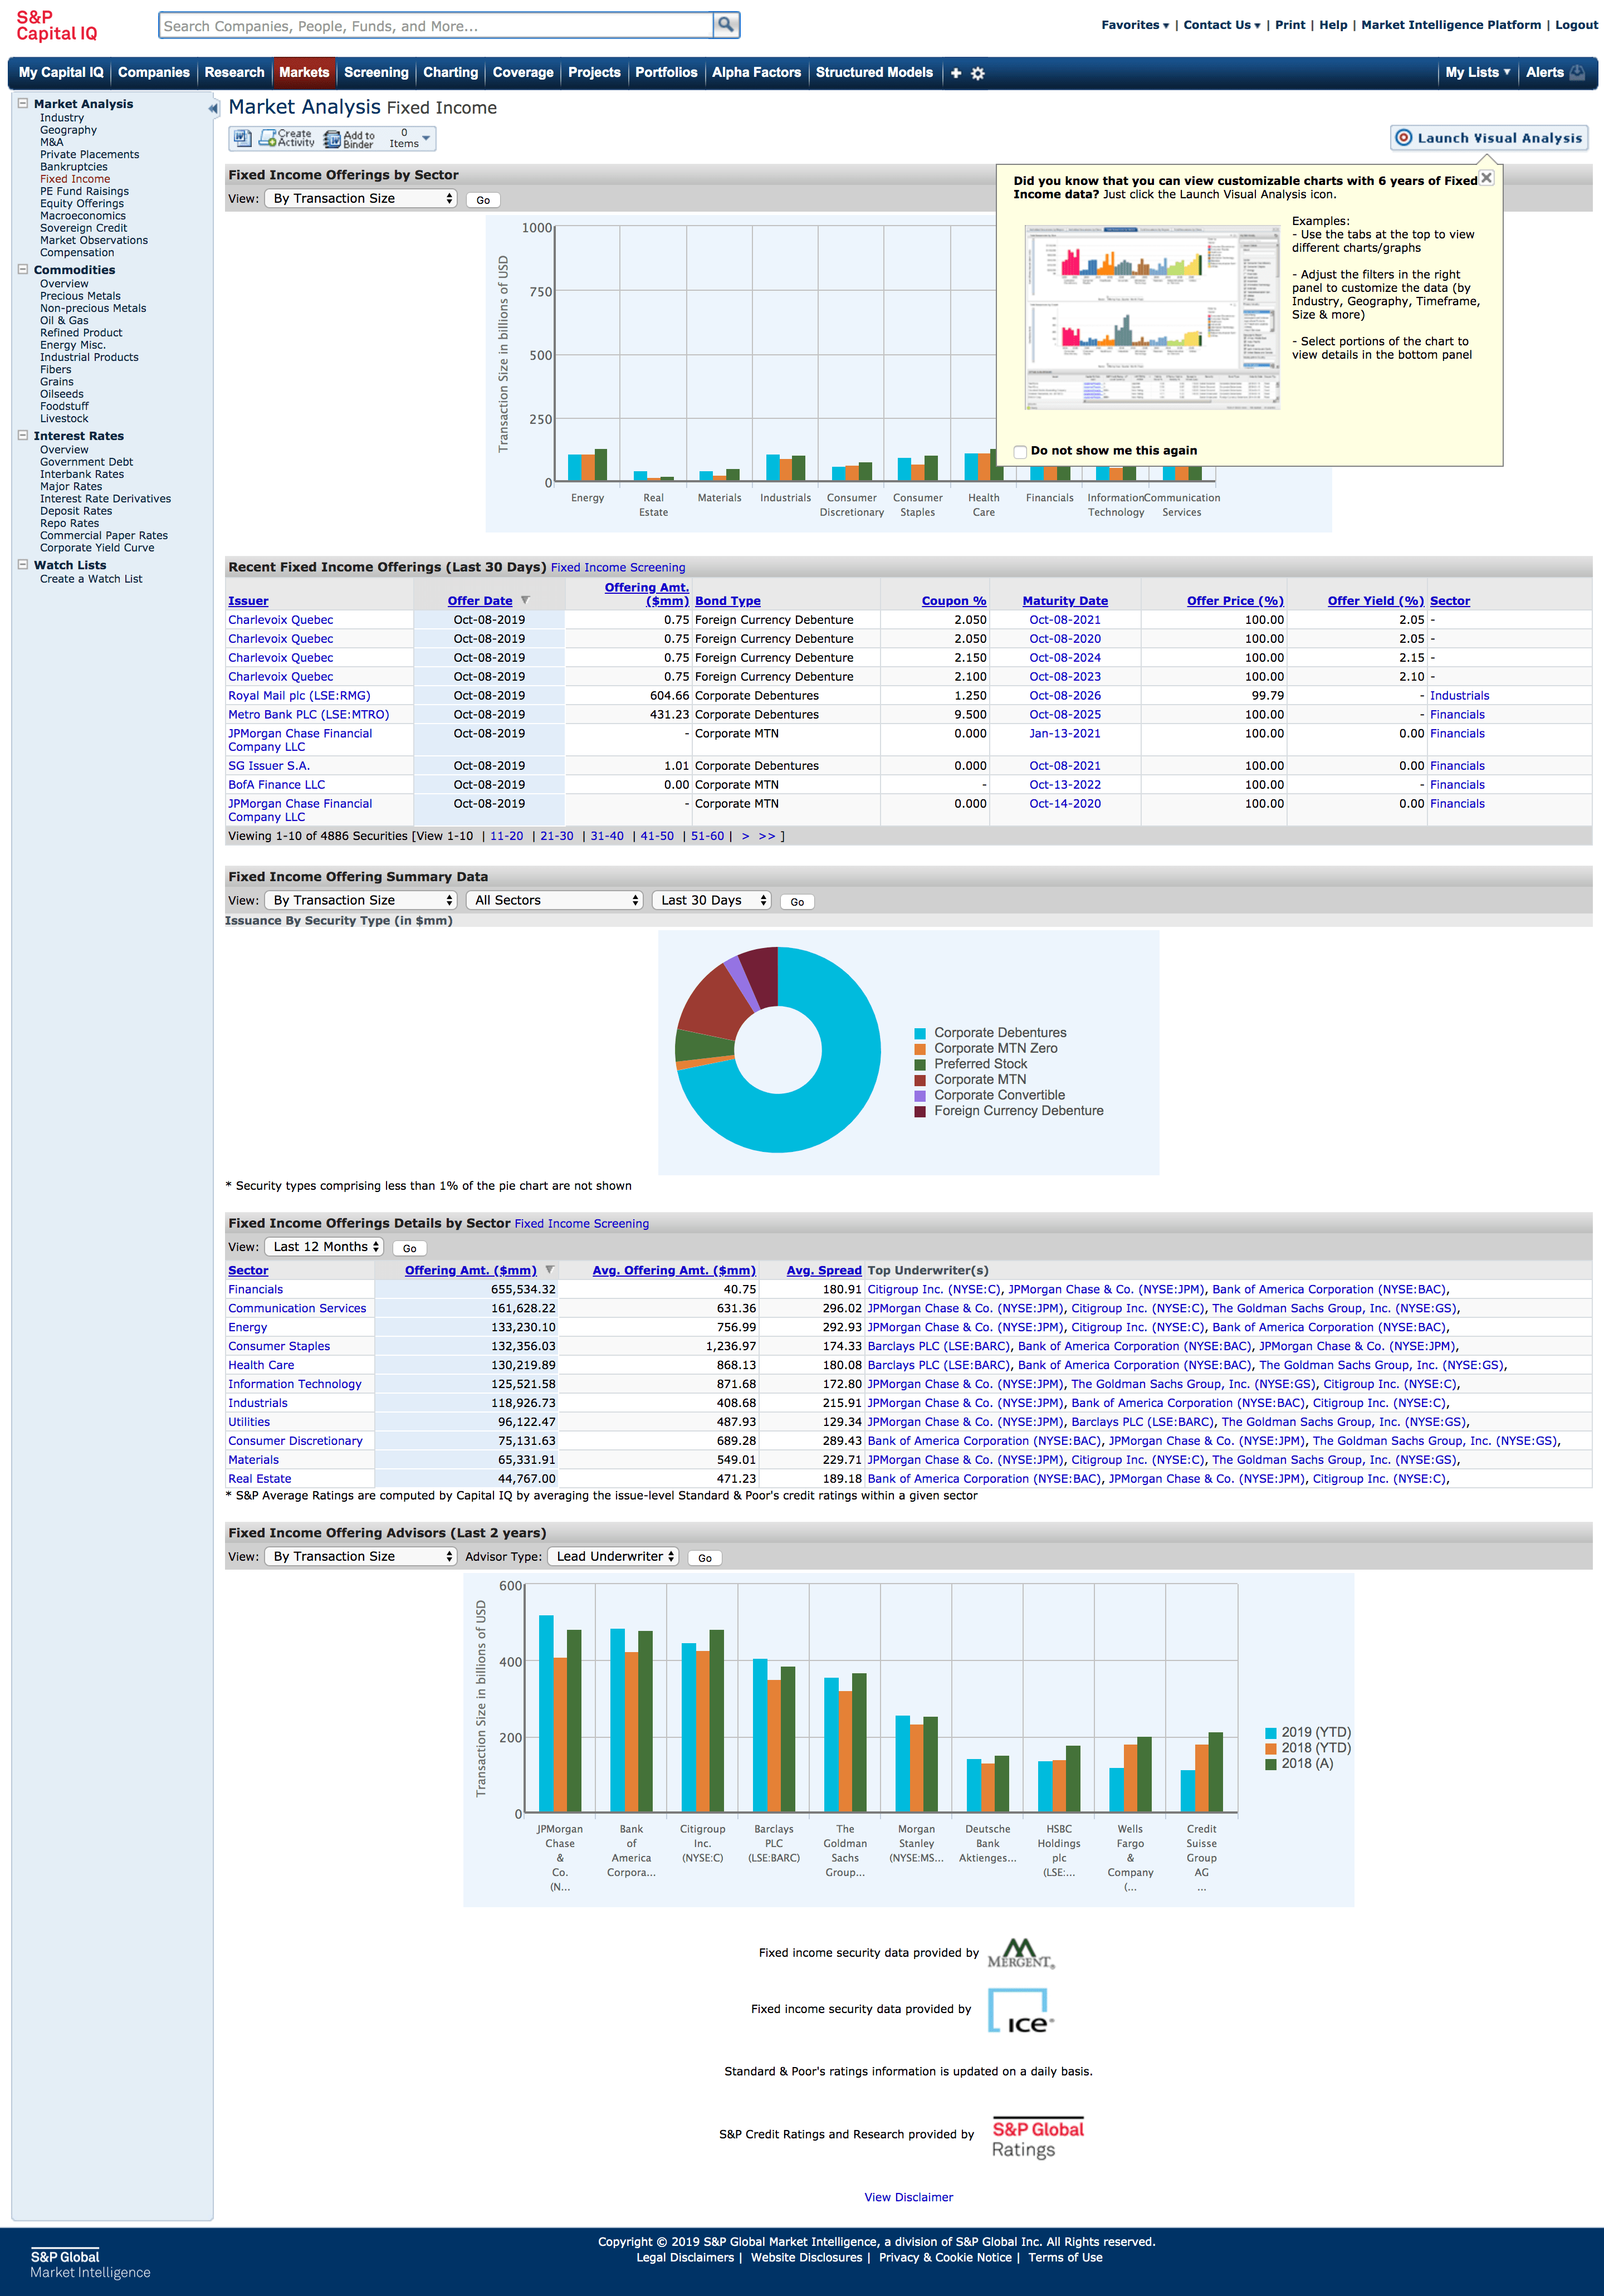 S&P
Capital IQ
Search Companies, People, Funds, and More...
Favorites ▾ | Contact Us ▾ | Print | Help | Market Intelligence Platform | Logout
My Capital IQ Companies Research Markets Screening Charting Coverage Projects Portfolios Alpha Factors Structured Models + My Lists ▾ Alerts
Market Analysis
Industry
Geography
M&A
Private Placements
Bankruptcies
Fixed Income
PE Fund Raisings
Equity Offerings
Macroeconomics
Sovereign Credit
Market Observations
Compensation
Commodities
Overview
Precious Metals
Non-precious Metals
Oil & Gas
Refined Product
Energy Misc.
Industrial Products
Fibers
Grains
Oilseeds
Foodstuff
Livestock
Interest Rates
Overview
Government Debt
Interbank Rates
Major Rates
Interest Rate Derivatives
Deposit Rates
Repo Rates
Commercial Paper Rates
Corporate Yield Curve
Watch Lists
Create a Watch List
Market Analysis Fixed Income
Create Activity Add to Binder 0 Items
Launch Visual Analysis
Fixed Income Offerings by Sector
View: By Transaction Size Go
Did you know that you can view customizable charts with 6 years of Fixed
Income data? Just click the Launch Visual Analysis icon.
Examples:
- Use the tabs at the top to view
different charts/graphs
- Adjust the filters in the right
panel to customize the data (by
Industry, Geography, Timeframe,
Size & more)
- Select portions of the chart to
view details in the bottom panel
Do not show me this again
Transaction Size in billions of USD
1000
750
500
250
0
Energy Real Estate Materials Industrials Consumer Discretionary Consumer Staples Health Care Financials Information Technology Communication Services
Recent Fixed Income Offerings (Last 30 Days) Fixed Income Screening
Issuer Offer Date Offering Amt. ($mm) Bond Type Coupon % Maturity Date Offer Price (%) Offer Yield (%) Sector
Charlevoix Quebec Oct-08-2019 0.75 Foreign Currency Debenture 2.050 Oct-08-2021 100.00 2.05 -
Charlevoix Quebec Oct-08-2019 0.75 Foreign Currency Debenture 2.050 Oct-08-2020 100.00 2.05 -
Charlevoix Quebec Oct-08-2019 0.75 Foreign Currency Debenture 2.150 Oct-08-2024 100.00 2.15 -
Charlevoix Quebec Oct-08-2019 0.75 Foreign Currency Debenture 2.100 Oct-08-2023 100.00 2.10 -
Royal Mail plc (LSE:RMG) Oct-08-2019 604.66 Corporate Debentures 1.250 Oct-08-2026 99.79 - Industrials
Metro Bank PLC (LSE:MTRO) Oct-08-2019 431.23 Corporate Debentures 9.500 Oct-08-2025 100.00 - Financials
JPMorgan Chase Financial Company LLC Oct-08-2019 - Corporate MTN 0.000 Jan-13-2021 100.00 0.00 Financials
SG Issuer S.A. Oct-08-2019 1.01 Corporate Debentures 0.000 Oct-08-2021 100.00 0.00 Financials
BofA Finance LLC Oct-08-2019 0.00 Corporate MTN - Oct-13-2022 100.00 - Financials
JPMorgan Chase Financial Company LLC Oct-08-2019 - Corporate MTN 0.000 Oct-14-2020 100.00 0.00 Financials
Viewing 1-10 of 4886 Securities [View 1-10 | 11-20 | 21-30 | 31-40 | 41-50 | 51-60 | > >> ]
Fixed Income Offering Summary Data
View: By Transaction Size All Sectors Last 30 Days Go
Issuance By Security Type (in $mm)
Corporate Debentures
Corporate MTN Zero
Preferred Stock
Corporate MTN
Corporate Convertible
Foreign Currency Debenture
* Security types comprising less than 1% of the pie chart are not shown
Fixed Income Offerings Details by Sector Fixed Income Screening
View: Last 12 Months Go
Sector Offering Amt. ($mm) Avg. Offering Amt. ($mm) Avg. Spread Top Underwriter(s)
Financials 655,534.32 40.75 180.91 Citigroup Inc. (NYSE:C), JPMorgan Chase & Co. (NYSE:JPM), Bank of America Corporation (NYSE:BAC),
Communication Services 161,628.22 631.36 296.02 JPMorgan Chase & Co. (NYSE:JPM), Citigroup Inc. (NYSE:C), The Goldman Sachs Group, Inc. (NYSE:GS),
Energy 133,230.10 756.99 292.93 JPMorgan Chase & Co. (NYSE:JPM), Citigroup Inc. (NYSE:C), Bank of America Corporation (NYSE:BAC),
Consumer Staples 132,356.03 1,236.97 174.33 Barclays PLC (LSE:BARC), Bank of America Corporation (NYSE:BAC), JPMorgan Chase & Co. (NYSE:JPM),
Health Care 130,219.89 868.13 180.08 Barclays PLC (LSE:BARC), Bank of America Corporation (NYSE:BAC), The Goldman Sachs Group, Inc. (NYSE:GS),
Information Technology 125,521.58 871.68 172.80 JPMorgan Chase & Co. (NYSE:JPM), The Goldman Sachs Group, Inc. (NYSE:GS), Citigroup Inc. (NYSE:C),
Industrials 118,926.73 408.68 215.91 JPMorgan Chase & Co. (NYSE:JPM), Bank of America Corporation (NYSE:BAC), Citigroup Inc. (NYSE:C),
Utilities 96,122.47 487.93 129.34 JPMorgan Chase & Co. (NYSE:JPM), Barclays PLC (LSE:BARC), The Goldman Sachs Group, Inc. (NYSE:GS),
Consumer Discretionary 75,131.63 689.28 289.43 Bank of America Corporation (NYSE:BAC), JPMorgan Chase & Co. (NYSE:JPM), The Goldman Sachs Group, Inc. (NYSE:GS),
Materials 65,331.91 549.01 229.71 JPMorgan Chase & Co. (NYSE:JPM), Citigroup Inc. (NYSE:C), The Goldman Sachs Group, Inc. (NYSE:GS),
Real Estate 44,767.00 471.23 189.18 Bank of America Corporation (NYSE:BAC), JPMorgan Chase & Co. (NYSE:JPM), Citigroup Inc. (NYSE:C),
* S&P Average Ratings are computed by Capital IQ by averaging the issue-level Standard & Poor's credit ratings within a given sector
Fixed Income Offering Advisors (Last 2 years)
View: By Transaction Size Advisor Type: Lead Underwriter Go
Transaction Size in billions of USD
600
400
200
0
JPMorgan Chase & Co. (N... Bank of America Corpora... Citigroup Inc. (NYSE:C) Barclays PLC (LSE:BARC) The Goldman Sachs Group... Morgan Stanley (NYSE:MS... Deutsche Bank Aktienges... HSBC Holdings plc (LSE:... Wells Fargo & Company (... Credit Suisse Group AG ...
2019 (YTD)
2018 (YTD)
2018 (A)
Fixed income security data provided by MERGENT®
Fixed income security data provided by ICE
Standard & Poor's ratings information is updated on a daily basis.
S&P Credit Ratings and Research provided by S&P Global Ratings
View Disclaimer
S&P Global
Market Intelligence
Copyright © 2019 S&P Global Market Intelligence, a division of S&P Global Inc. All Rights reserved.
Legal Disclaimers | Website Disclosures | Privacy & Cookie Notice | Terms of Use